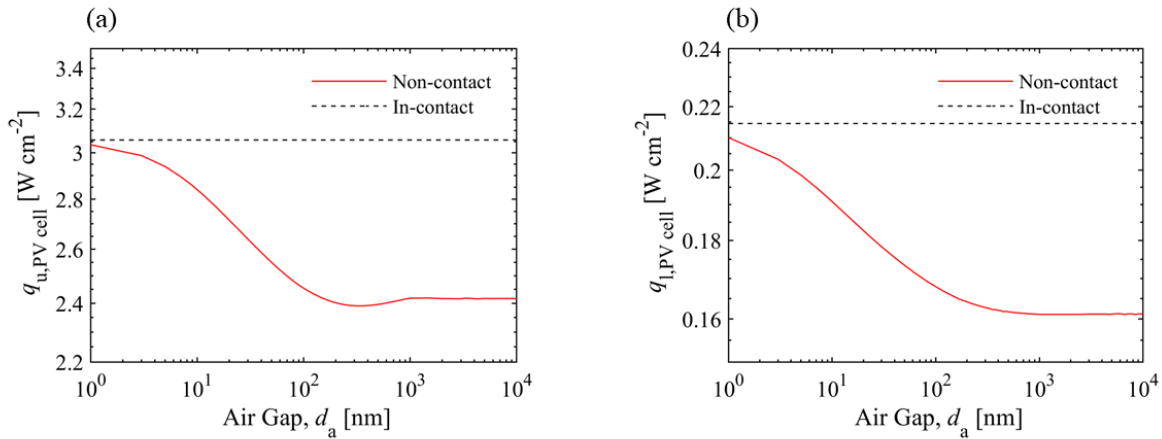 (a)
3.4
3.2
3
2.8
2.6
2.4
2.2
q_u,PV cell [W cm^-2]
Non-contact
In-contact
10^0 10^1 10^2 10^3 10^4
Air Gap, d_a [nm]
(b)
0.24
0.22
0.2
0.18
0.16
q_l,PV cell [W cm^-2]
Non-contact
In-contact
10^0 10^1 10^2 10^3 10^4
Air Gap, d_a [nm]